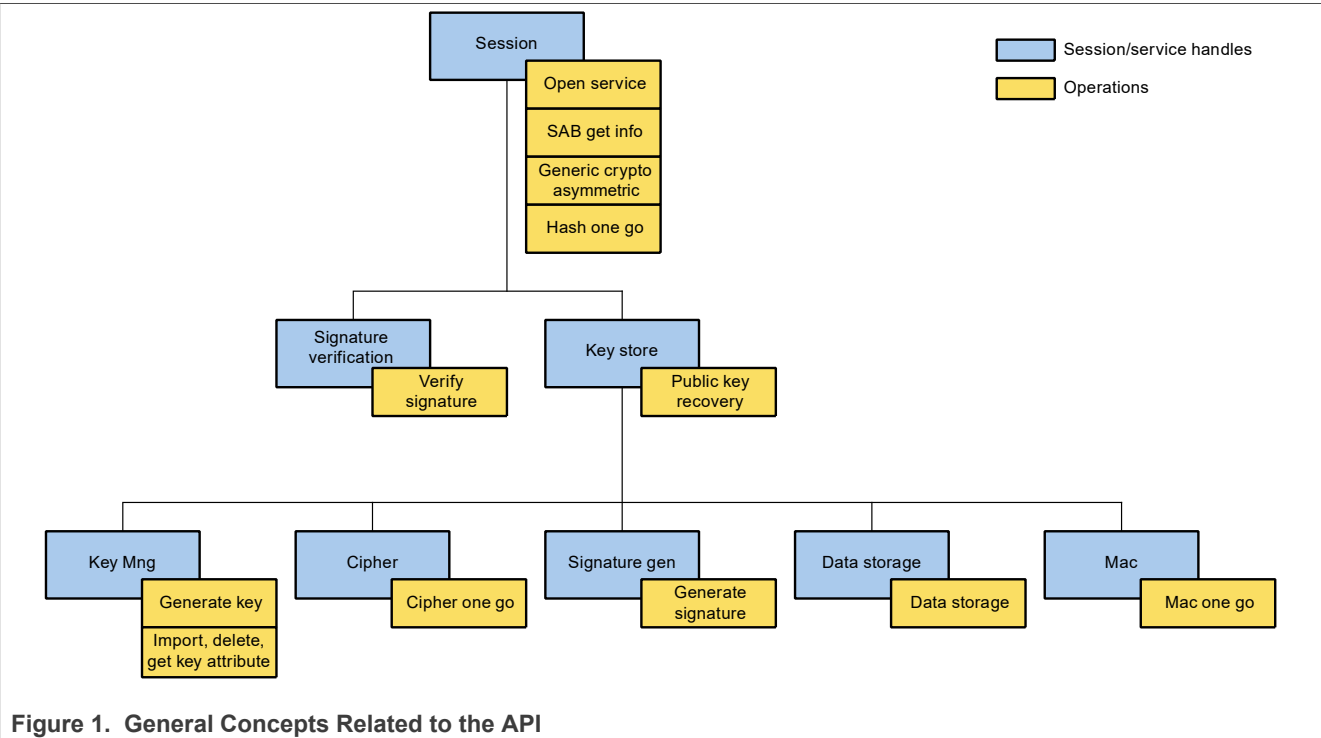 Session
Session/service handles
Operations
Open service
SAB get info
Generic crypto
asymmetric
Hash one go
Signature
verification
Verify
signature
Key store
Public key
recovery
Key Mng
Generate key
Import, delete,
get key attribute
Cipher
Cipher one go
Signature gen
Generate
signature
Data storage
Data storage
Mac
Mac one go
Figure 1. General Concepts Related to the API